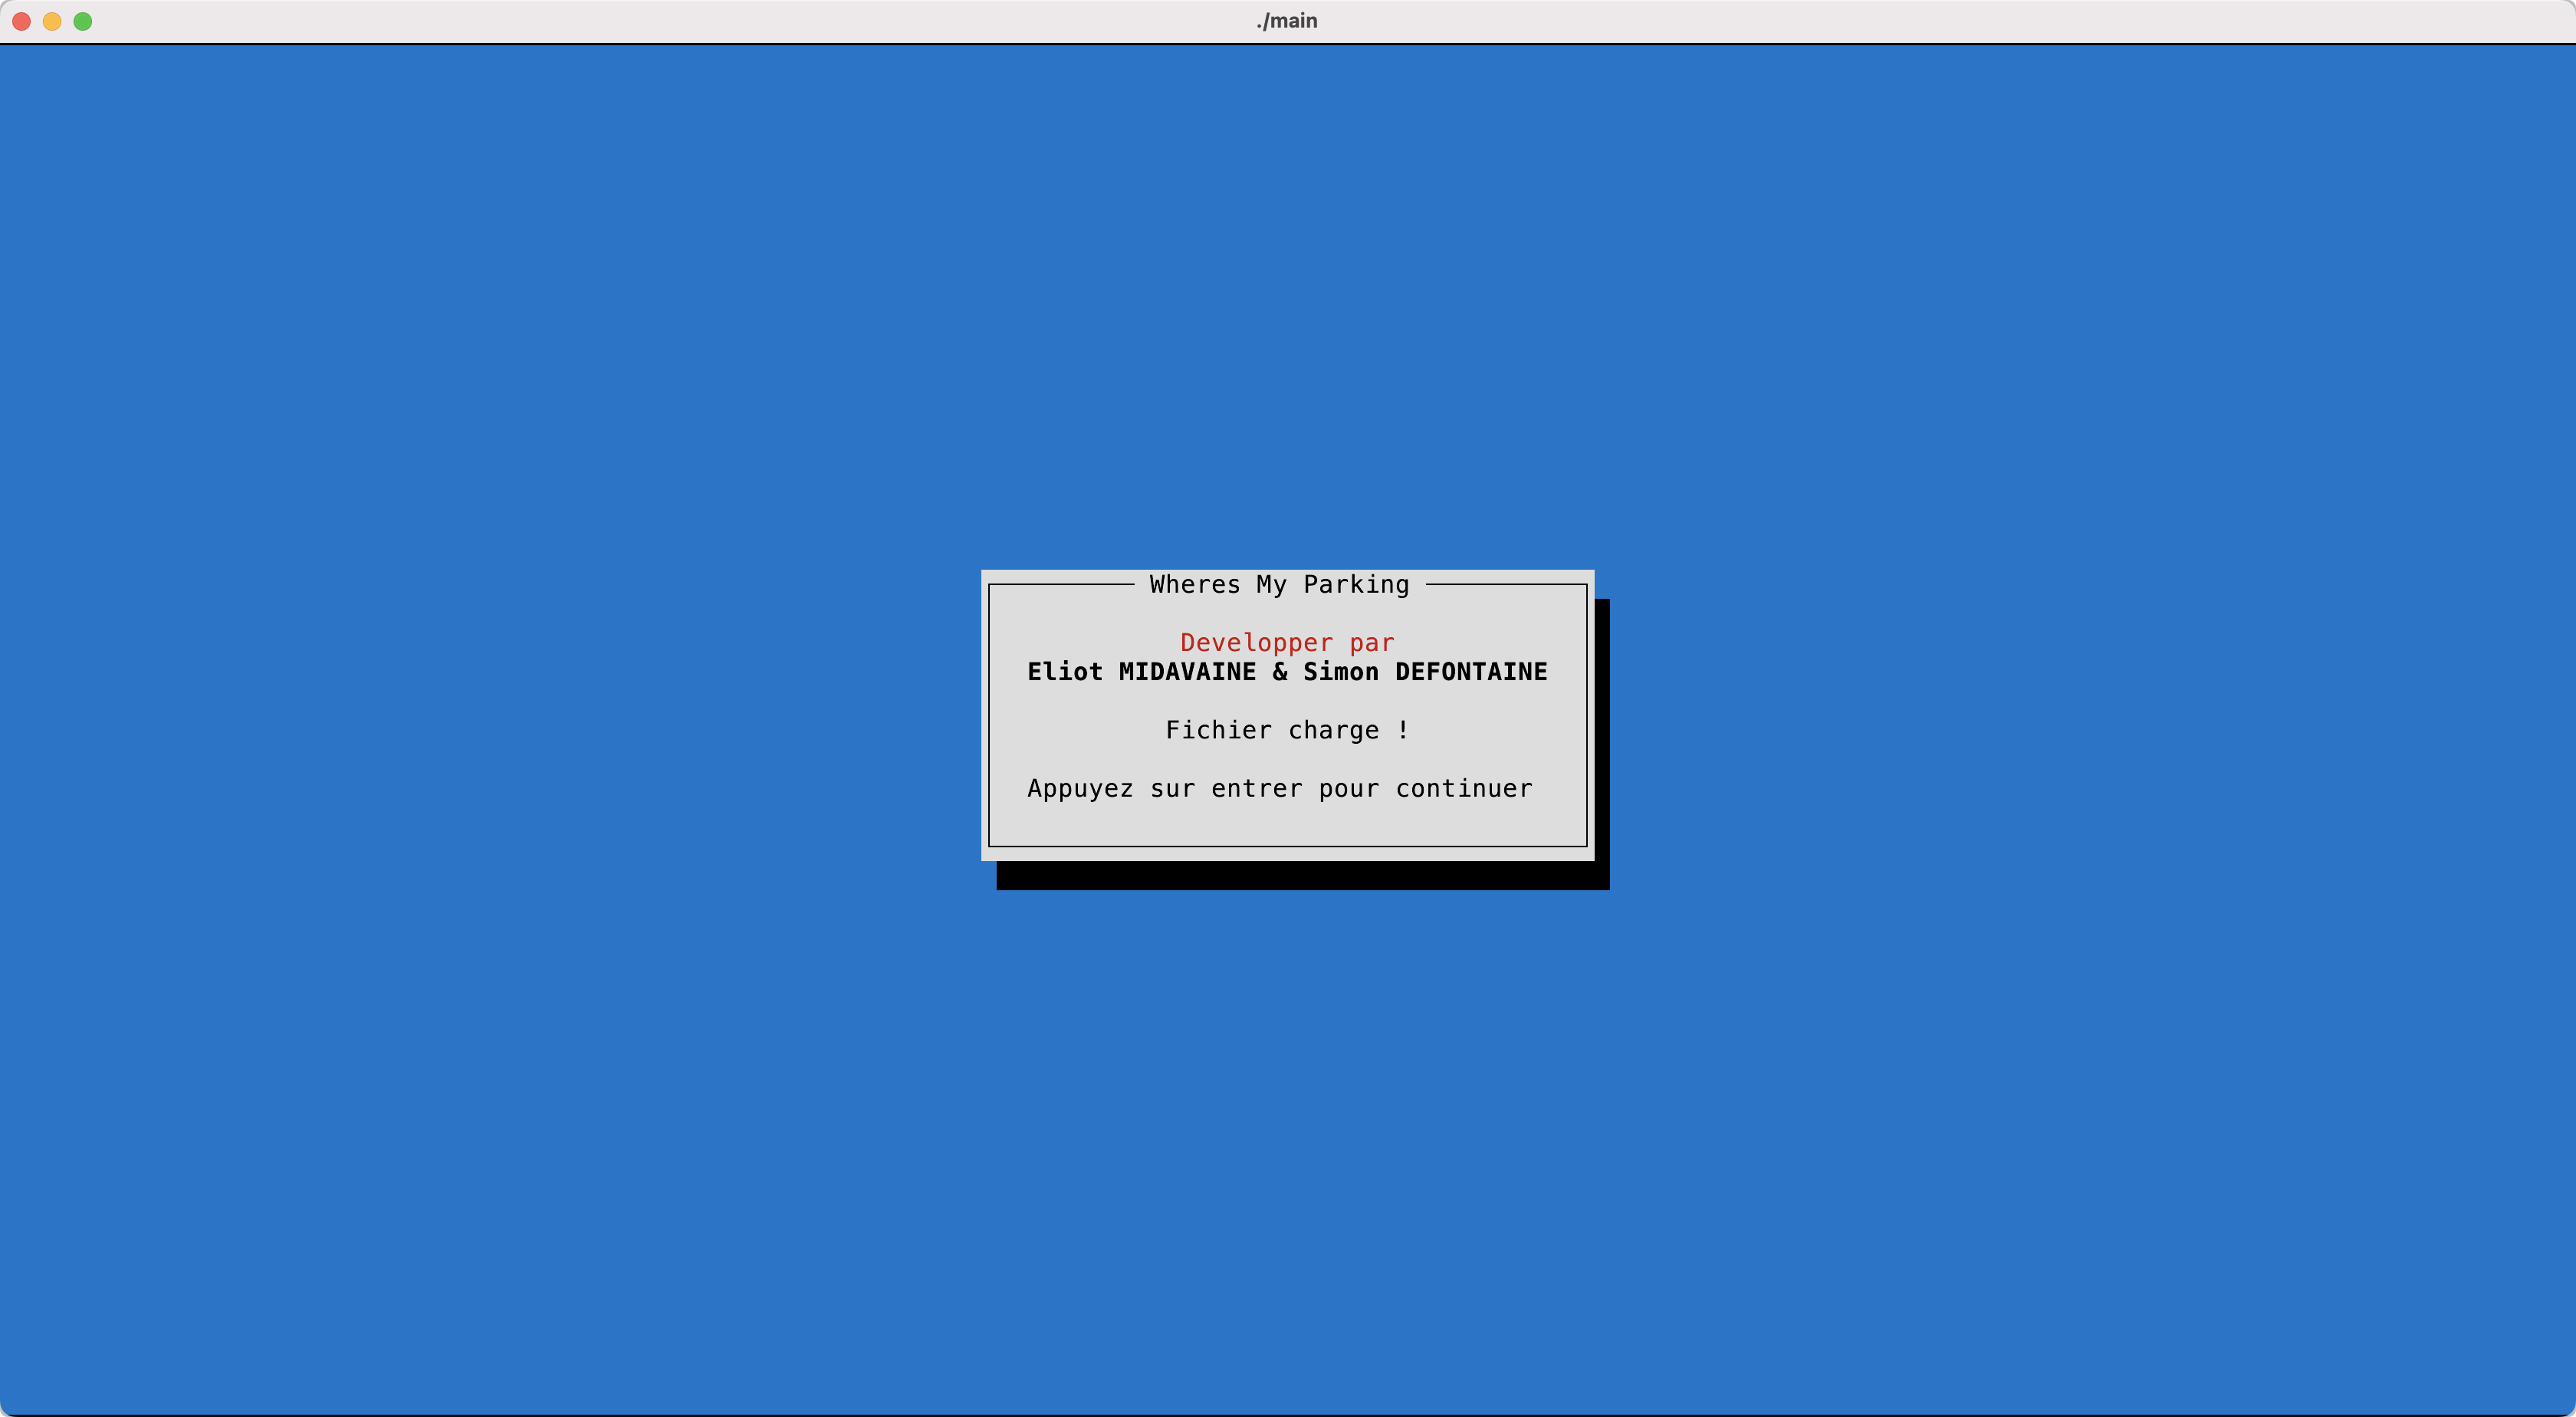 ./main
Wheres My Parking
Developper par
Eliot MIDAVAINE & Simon DEFONTAINE
Fichier charge !
Appuyez sur entrer pour continuer